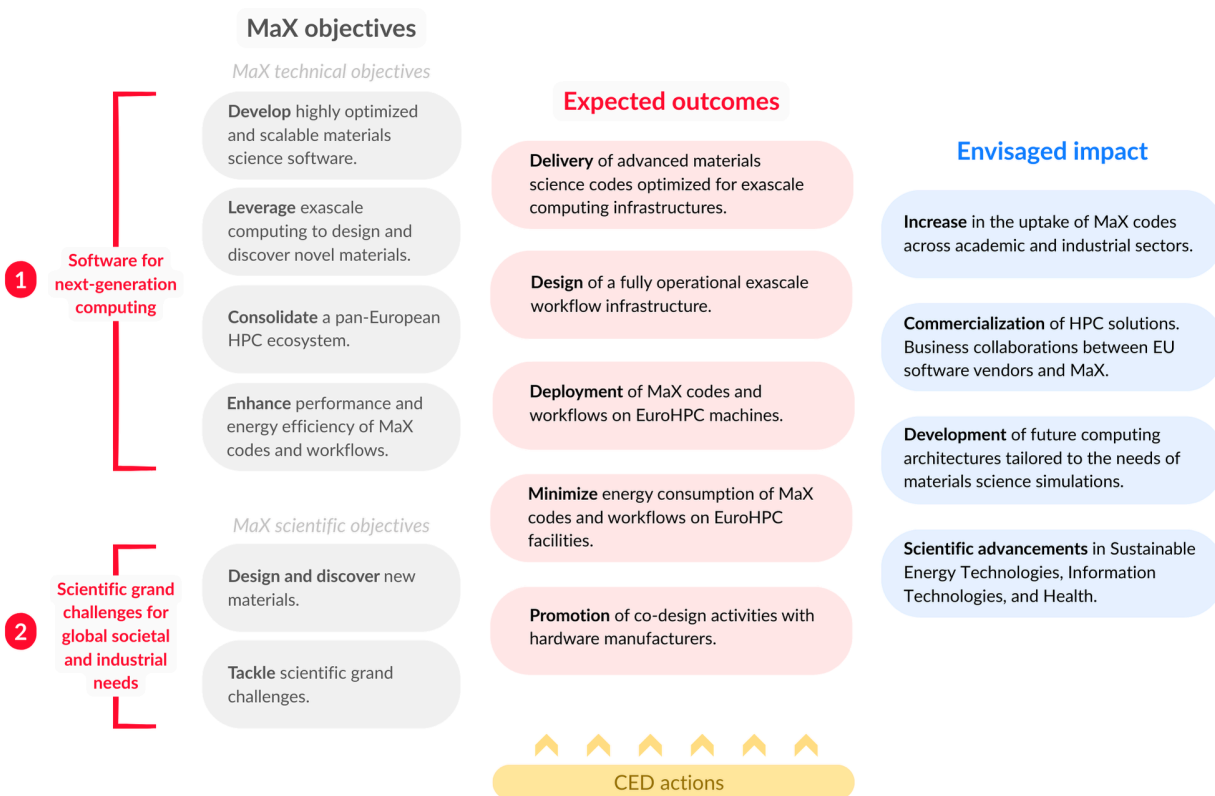 MaX objectives
MaX technical objectives
1
Software for
next-generation
computing
Develop highly optimized
and scalable materials
science software.
Leverage exascale
computing to design and
discover novel materials.
Consolidate a pan-European
HPC ecosystem.
Enhance performance and
energy efficiency of MaX
codes and workflows.
MaX scientific objectives
2
Scientific grand
challenges for
global societal
and industrial
needs
Design and discover new
materials.
Tackle scientific grand
challenges.
Expected outcomes
Delivery of advanced materials
science codes optimized for exascale
computing infrastructures.
Design of a fully operational exascale
workflow infrastructure.
Deployment of MaX codes and
workflows on EuroHPC machines.
Minimize energy consumption of MaX
codes and workflows on EuroHPC
facilities.
Promotion of co-design activities with
hardware manufacturers.
CED actions
Envisaged impact
Increase in the uptake of MaX codes
across academic and industrial sectors.
Commercialization of HPC solutions.
Business collaborations between EU
software vendors and MaX.
Development of future computing
architectures tailored to the needs of
materials science simulations.
Scientific advancements in Sustainable
Energy Technologies, Information
Technologies, and Health.